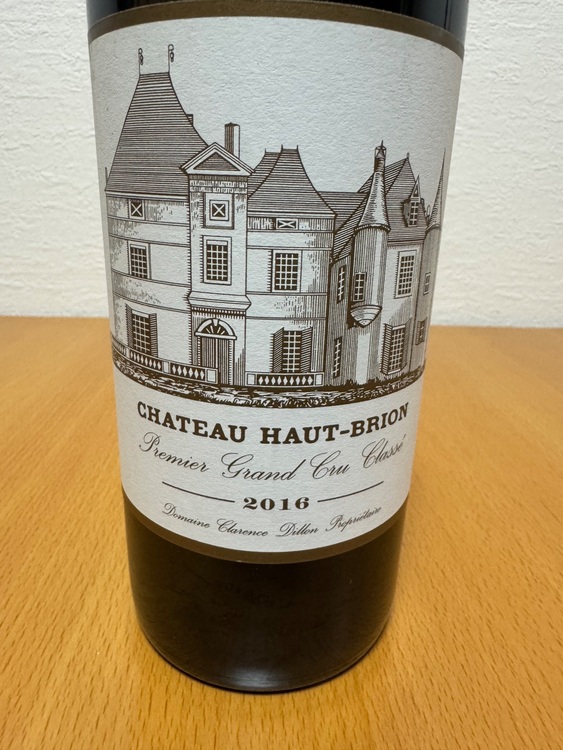 CHATEAU HAUT-BRION
Premier Grand Cru Classé
2016
Domaine Clarence Dillon Propriétaire